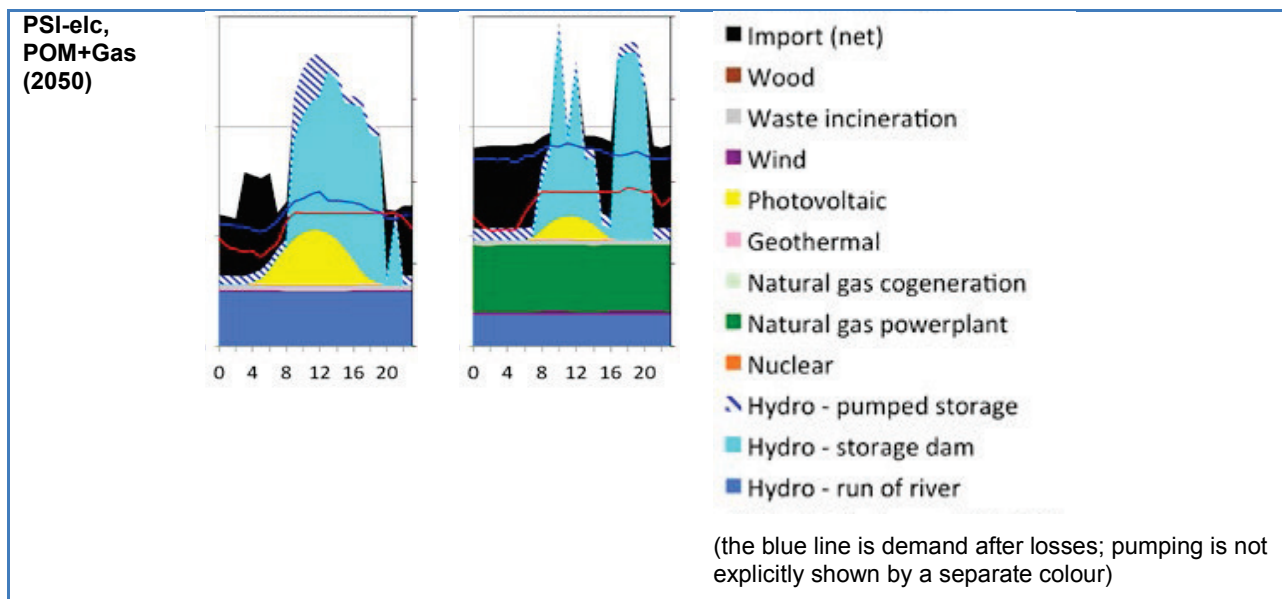 PSI-elc,
POM+Gas
(2050)
0 4 8 12 16 20
0 4 8 12 16 20
Import (net)
Wood
Waste incineration
Wind
Photovoltaic
Geothermal
Natural gas cogeneration
Natural gas powerplant
Nuclear
Hydro - pumped storage
Hydro - storage dam
Hydro - run of river
(the blue line is demand after losses; pumping is not
explicitly shown by a separate colour)